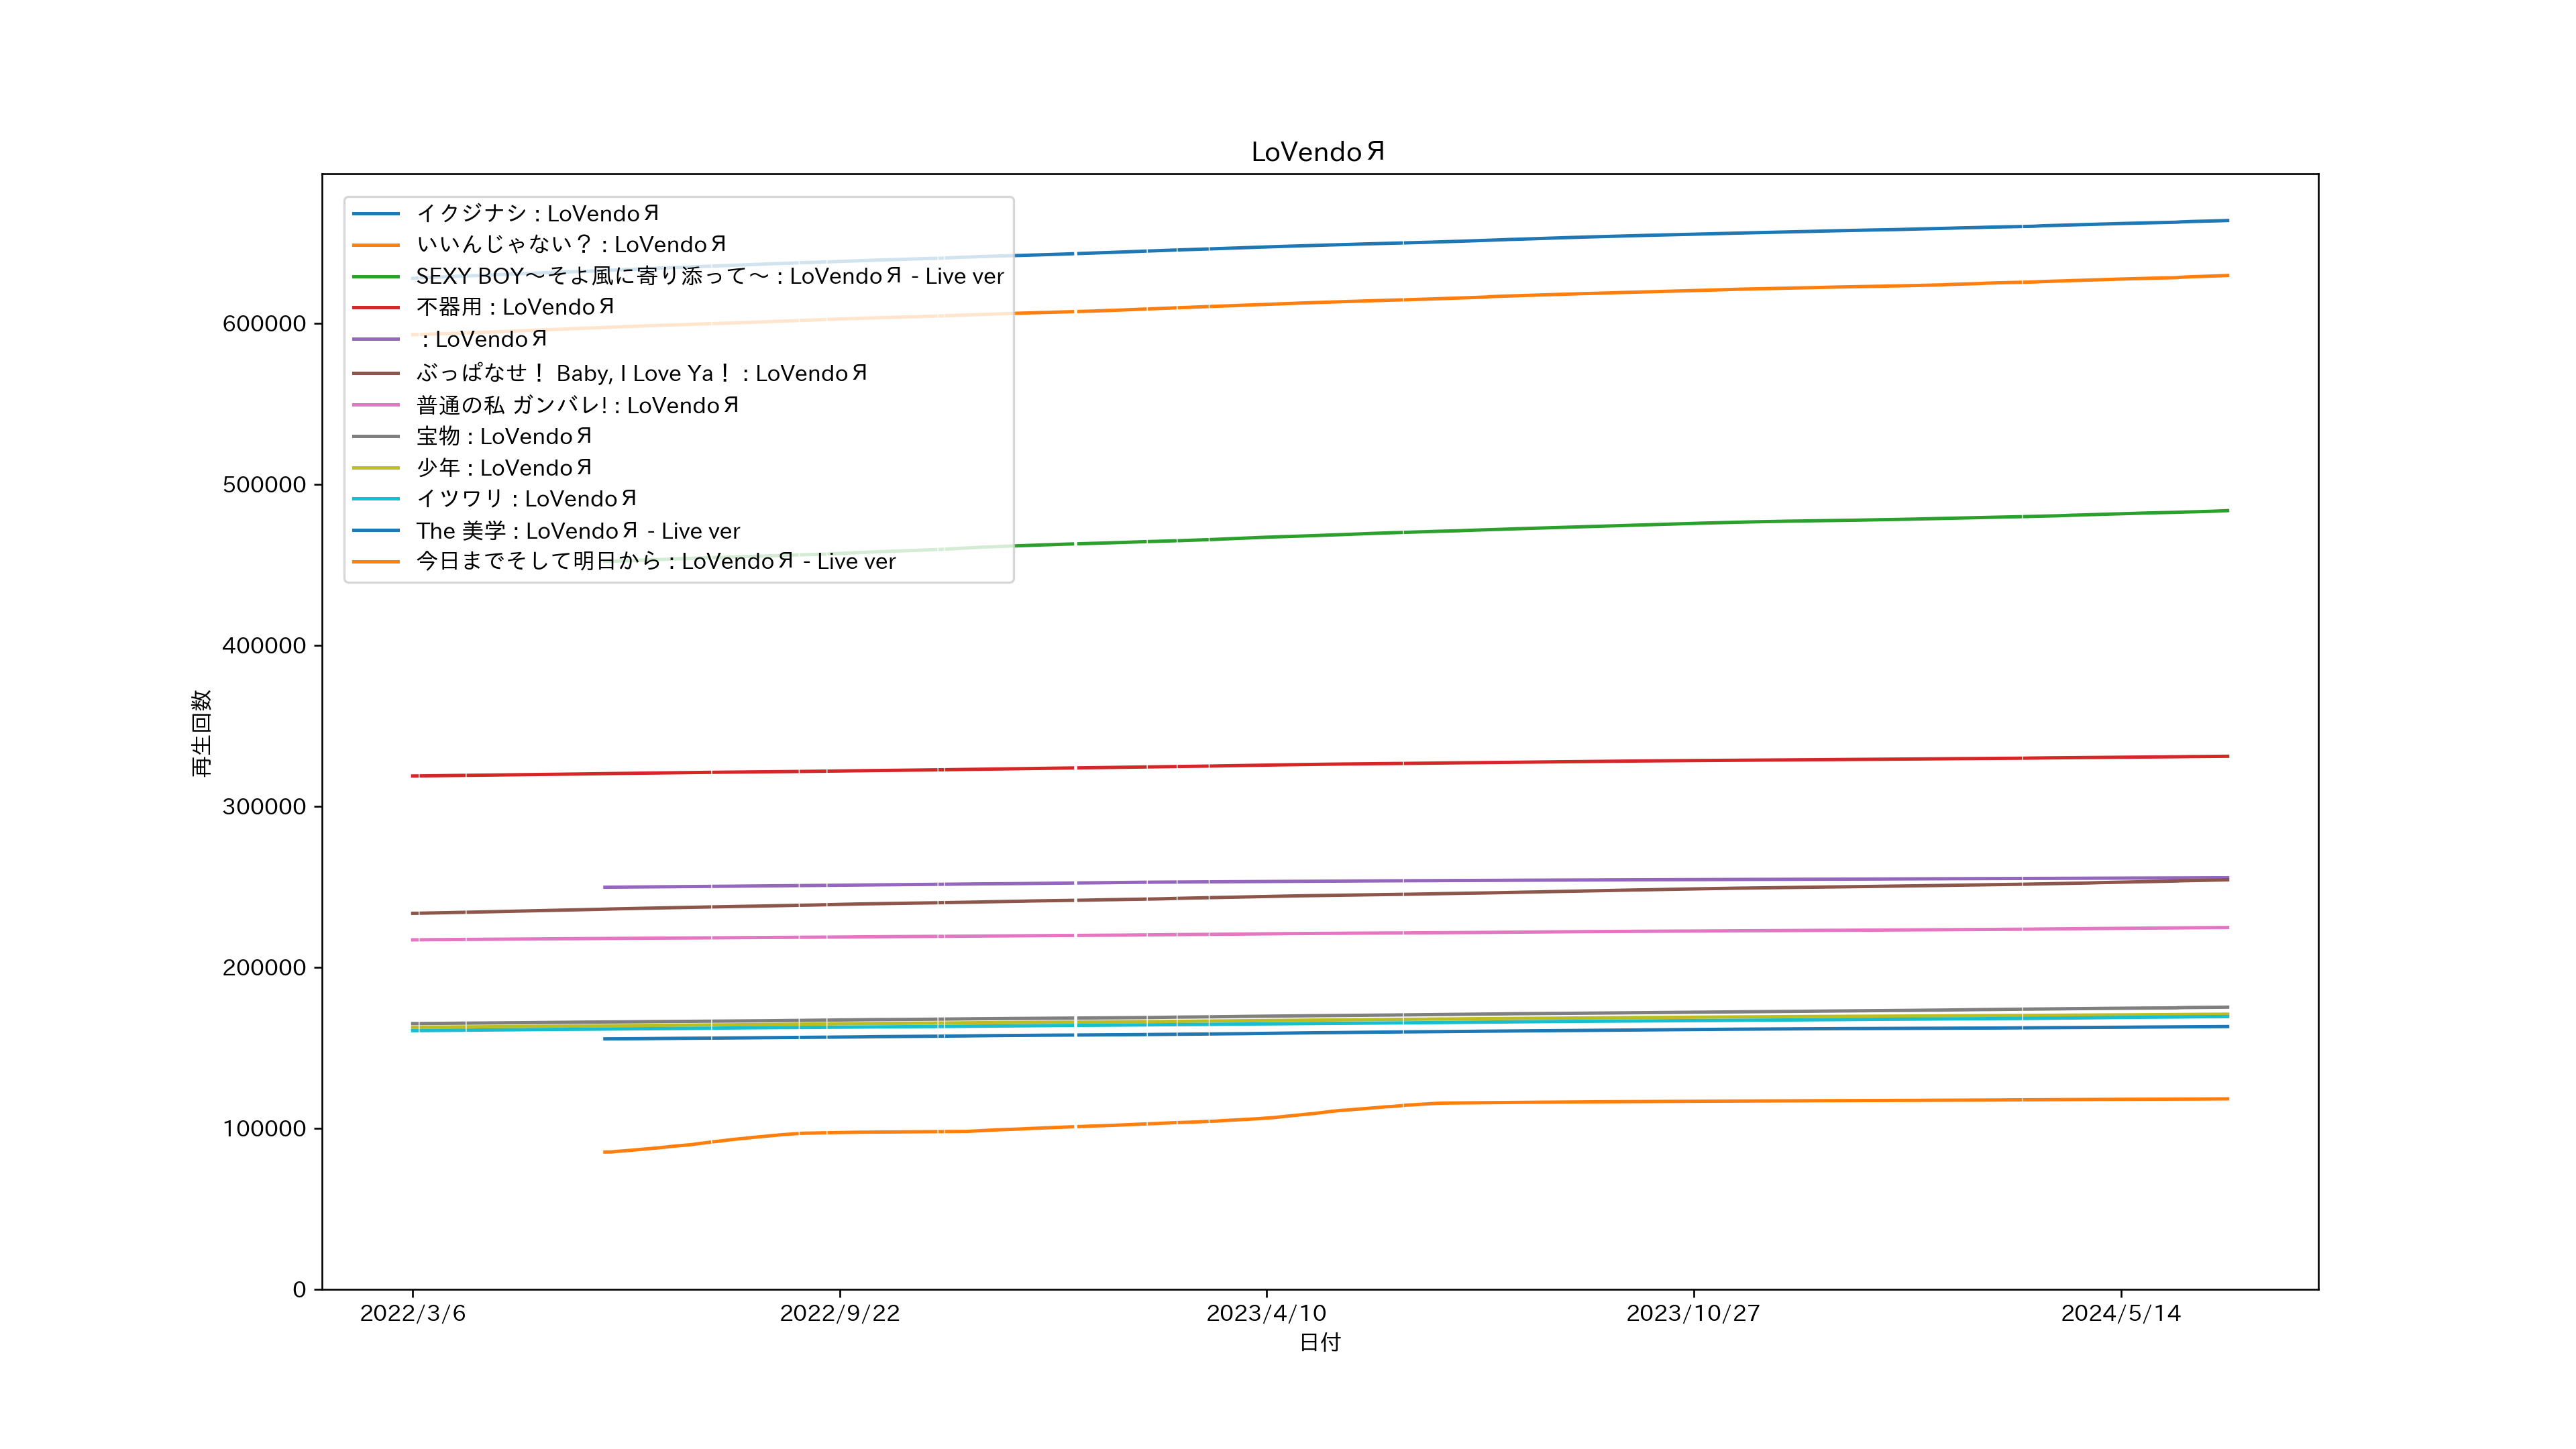 LoVendoЯ
イクジナシ : LoVendoЯ
いいんじゃない？ : LoVendoЯ
SEXY BOY～そよ風に寄り添って～ : LoVendoЯ - Live ver
不器用 : LoVendoЯ
: LoVendoЯ
ぶっぱなせ！ Baby, I Love Ya！ : LoVendoЯ
普通の私 ガンバレ! : LoVendoЯ
宝物 : LoVendoЯ
少年 : LoVendoЯ
イツワリ : LoVendoЯ
The 美学 : LoVendoЯ - Live ver
今日までそして明日から : LoVendoЯ - Live ver
600000
500000
400000
300000
200000
100000
0
再生回数
2022/3/6
2022/9/22
2023/4/10
2023/10/27
2024/5/14
日付